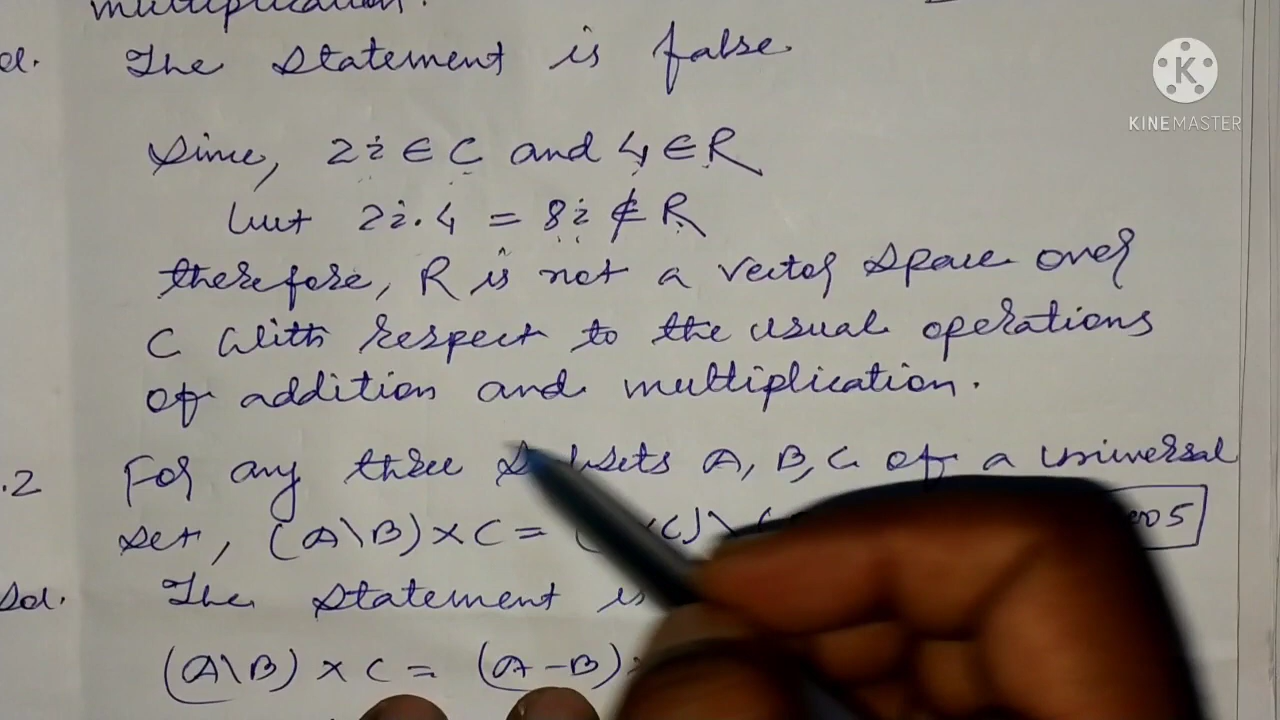 multiplication.
The statement is false.
KINEMASTER
Since, 2i ∈ C and 4 ∈ R
but 2i.4 = 8i ∉ R
therefore, R is not a vector space over
C with respect to the usual operations
of addition and multiplication.
.2 For any three subsets A, B, C of a universal
set, (A\B) × C =
Sol. The statement is
(A\B) × C = (A-B)